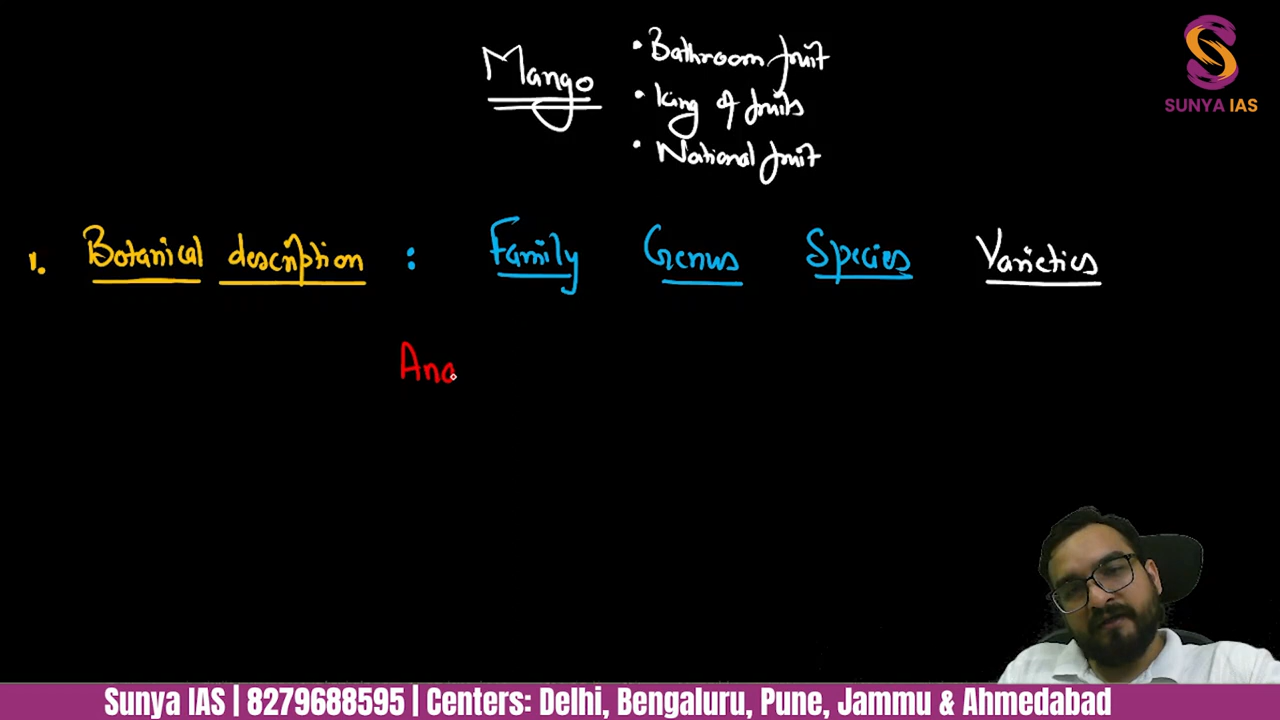 Mango
• Bathroom fruit
• King of fruits
• National fruit
SUNYA IAS
1. Botanical description : Family Genus Species Varieties
Ana
Sunya IAS | 8279688595 | Centers: Delhi, Bengaluru, Pune, Jammu & Ahmedabad